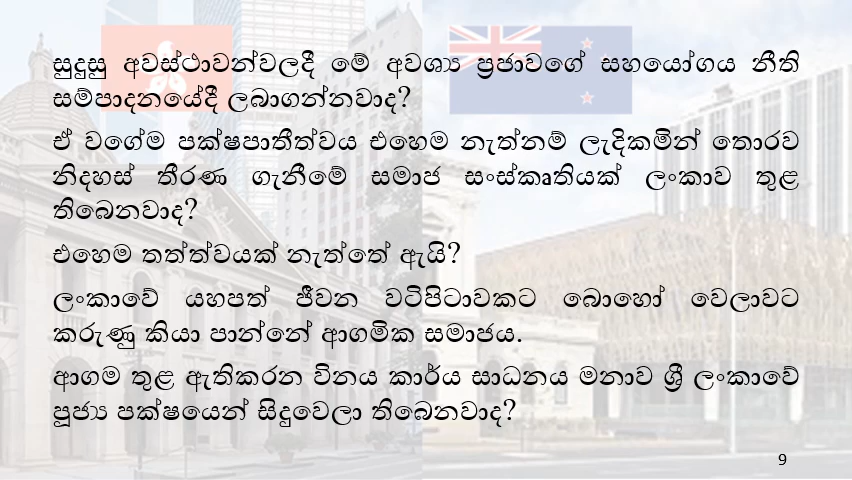 සුදුසු අවස්ථාවන්වලදී මේ අවශ්‍ය ප්‍රජාවගේ සහයෝගය නීති
සම්පාදනයේදී ලබාගන්නවාද?
ඒ වගේම පක්ෂපාතීත්වය එහෙම නැත්නම් ලැදිකමින් තොරව
නිදහස් තීරණ ගැනීමේ සමාජ සංස්කෘතියක් ලංකාව තුළ
තිබෙනවාද?
එහෙම තත්ත්වයක් නැත්තේ ඇයි?
ලංකාවේ යහපත් ජීවන වටපිටාවකට බොහෝ වෙලාවට
කරුණු කියා පාන්නේ ආගමික සමාජය.
ආගම තුළ ඇතිකරන විනය කාර්ය සාධනය මනාව ශ්‍රී ලංකාවේ
පූජ්‍ය පක්ෂයෙන් සිදුවෙලා තිබෙනවාද?
9